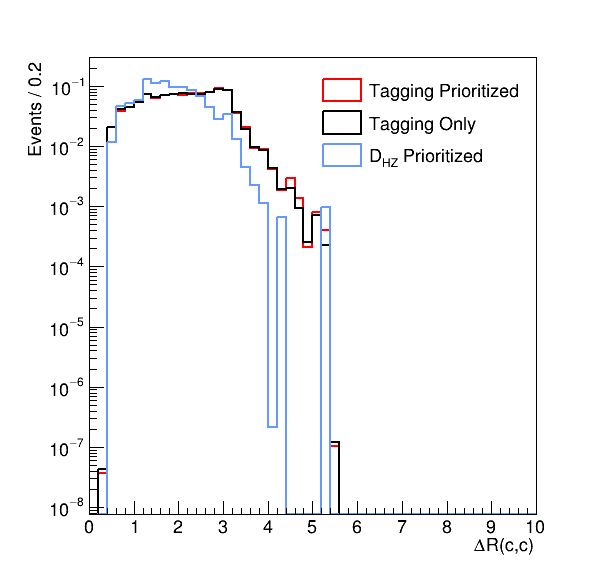 Events / 0.2
10⁻¹
10⁻²
10⁻³
10⁻⁴
10⁻⁵
10⁻⁶
10⁻⁷
10⁻⁸
Tagging Prioritized
Tagging Only
D_HZ Prioritized
0 1 2 3 4 5 6 7 8 9 10
ΔR(c,c)